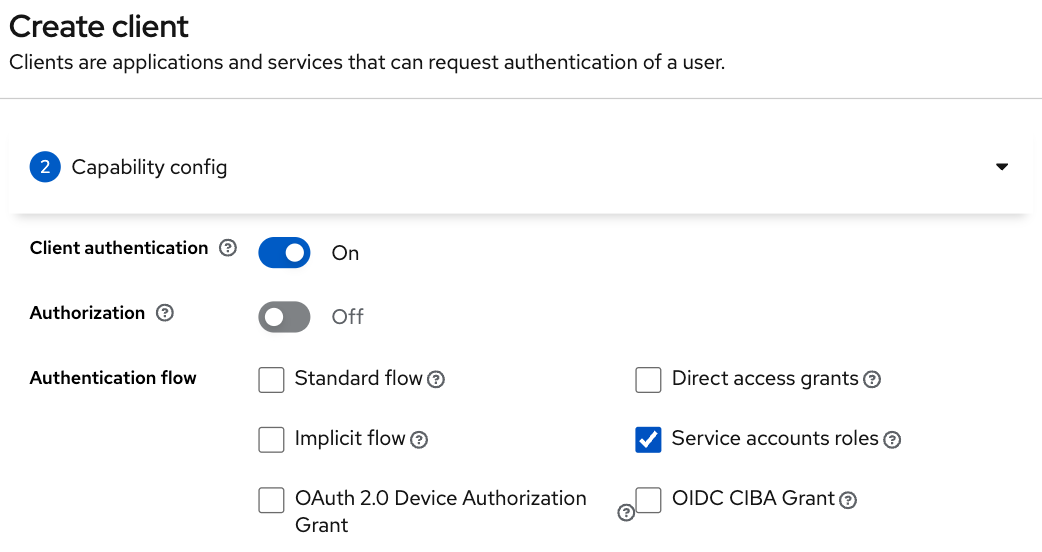 Create client
Clients are applications and services that can request authentication of a user.
2 Capability config
Client authentication ? On
Authorization ? Off
Authentication flow Standard flow ? Direct access grants ?
Implicit flow ? Service accounts roles ?
OAuth 2.0 Device Authorization Grant ? OIDC CIBA Grant ?